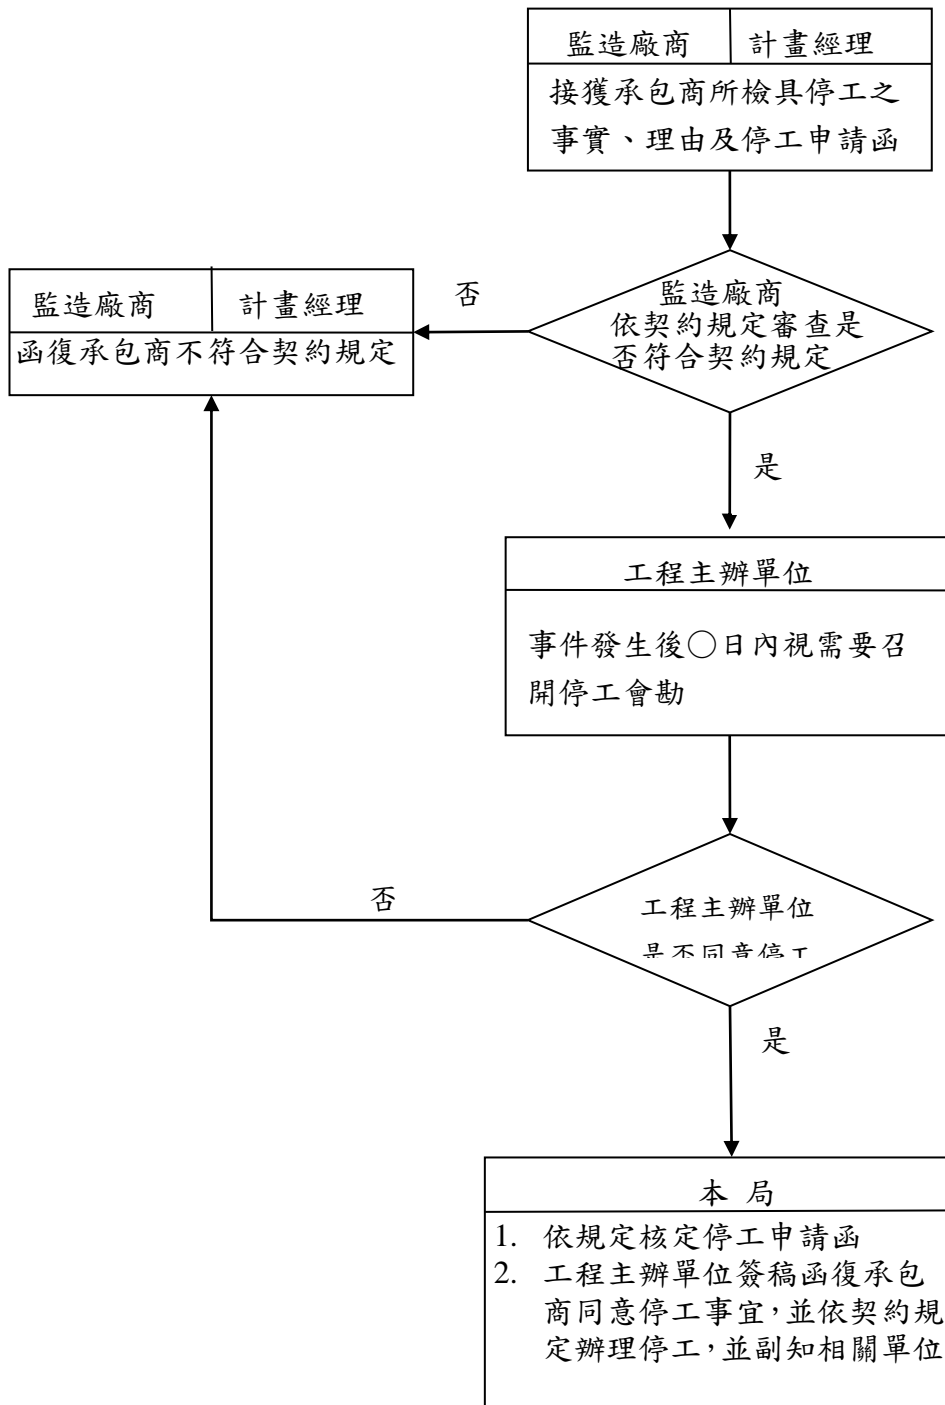 監造廠商 計畫經理
接獲承包商所檢具停工之
事實、理由及停工申請函
監造廠商
依契約規定審查是
否符合契約規定
否
監造廠商 計畫經理
函復承包商不符合契約規定
是
工程主辦單位
事件發生後○日內視需要召
開停工會勘
工程主辦單位
是否同意停工
否
是
本 局
1. 依規定核定停工申請函
2. 工程主辦單位簽稿函復承包
商同意停工事宜，並依契約規
定辦理停工，並副知相關單位